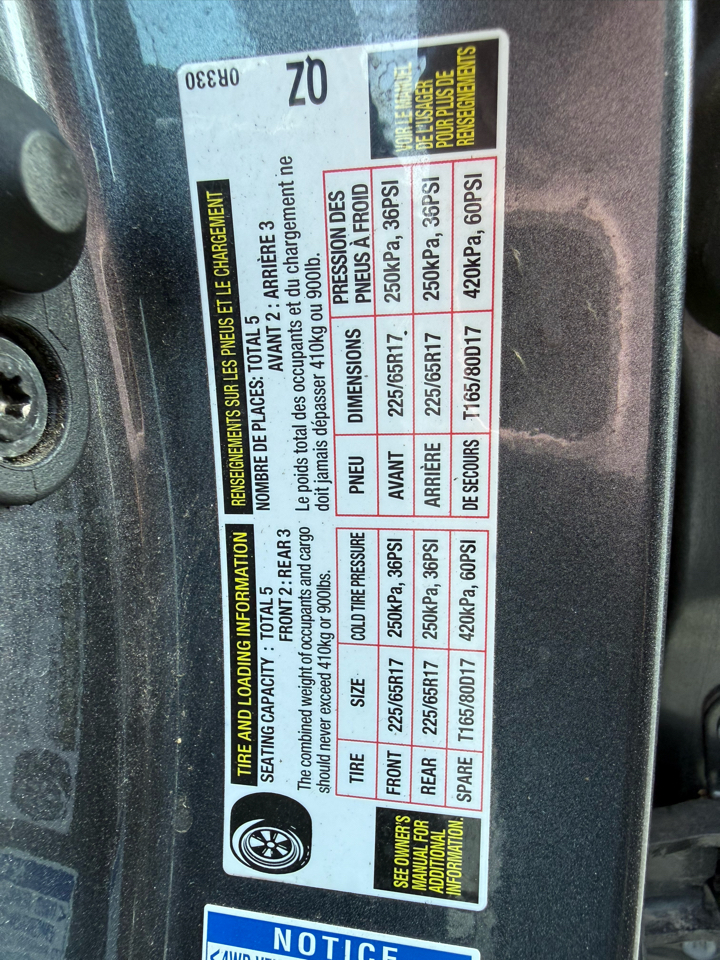 TIRE AND LOADING INFORMATION
SEATING CAPACITY : TOTAL 5
FRONT 2 : REAR 3
The combined weight of occupants and cargo
should never exceed 410kg or 900lbs.
TIRE SIZE COLD TIRE PRESSURE
FRONT 225/65R17 250kPa, 36PSI
REAR 225/65R17 250kPa, 36PSI
SPARE T165/80D17 420kPa, 60PSI
SEE OWNER'S
MANUAL FOR
ADDITIONAL
INFORMATION.
RENSEIGNEMENTS SUR LES PNEUS ET LE CHARGEMENT
NOMBRE DE PLACES: TOTAL 5
AVANT 2 : ARRIÈRE 3
Le poids total des occupants et du chargement ne
doit jamais dépasser 410kg ou 900lb.
PNEU DIMENSIONS PRESSION DES
PNEUS À FROID
AVANT 225/65R17 250kPa, 36PSI
ARRIÈRE 225/65R17 250kPa, 36PSI
DE SECOURS T165/80D17 420kPa, 60PSI
VOIR LE MANUEL
DE L'USAGER
POUR PLUS DE
RENSEIGNEMENTS
0R330
QZ
NOTICE